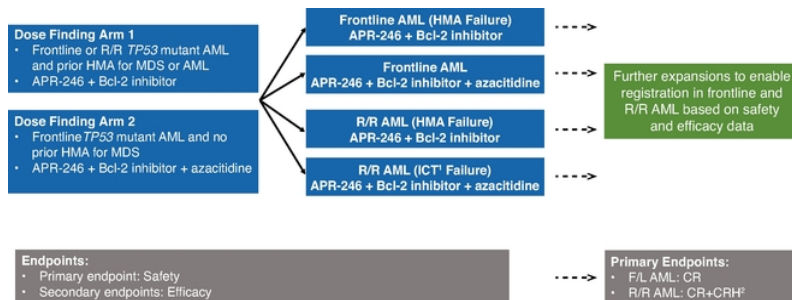 Dose Finding Arm 1
• Frontline or R/R TP53 mutant AML
and prior HMA for MDS or AML
• APR-246 + Bcl-2 inhibitor
Dose Finding Arm 2
• Frontline TP53 mutant AML and no
prior HMA for MDS
• APR-246 + Bcl-2 inhibitor + azacitidine
Frontline AML (HMA Failure)
APR-246 + Bcl-2 inhibitor
Frontline AML
APR-246 + Bcl-2 inhibitor + azacitidine
R/R AML (HMA Failure)
APR-246 + Bcl-2 inhibitor
R/R AML (ICT¹ Failure)
APR-246 + Bcl-2 inhibitor + azacitidine
Further expansions to enable
registration in frontline and
R/R AML based on safety
and efficacy data
Endpoints:
• Primary endpoint: Safety
• Secondary endpoints: Efficacy
Primary Endpoints:
• F/L AML: CR
• R/R AML: CR+CRH²